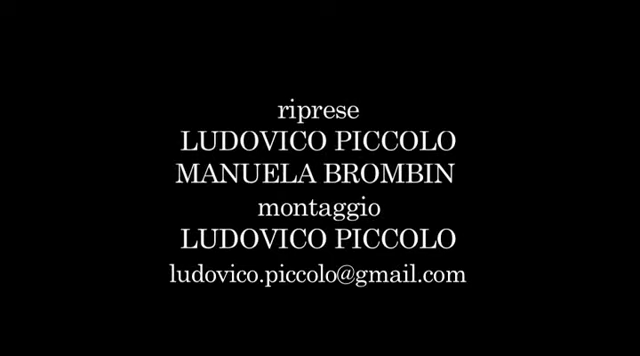 riprese
LUDOVICO PICCOLO
MANUELA BROMBIN
montaggio
LUDOVICO PICCOLO
ludovico.piccolo@gmail.com